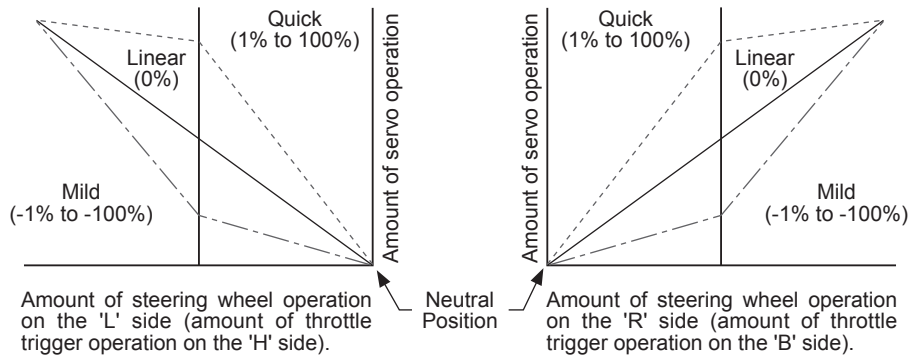 Quick
(1% to 100%)
Linear
(0%)
Mild
(-1% to -100%)
Amount of servo operation
Amount of steering wheel operation
on the 'L' side (amount of throttle
trigger operation on the 'H' side).
Neutral
Position
Amount of servo operation
Quick
(1% to 100%)
Linear
(0%)
Mild
(-1% to -100%)
Amount of steering wheel operation
on the 'R' side (amount of throttle
trigger operation on the 'B' side).